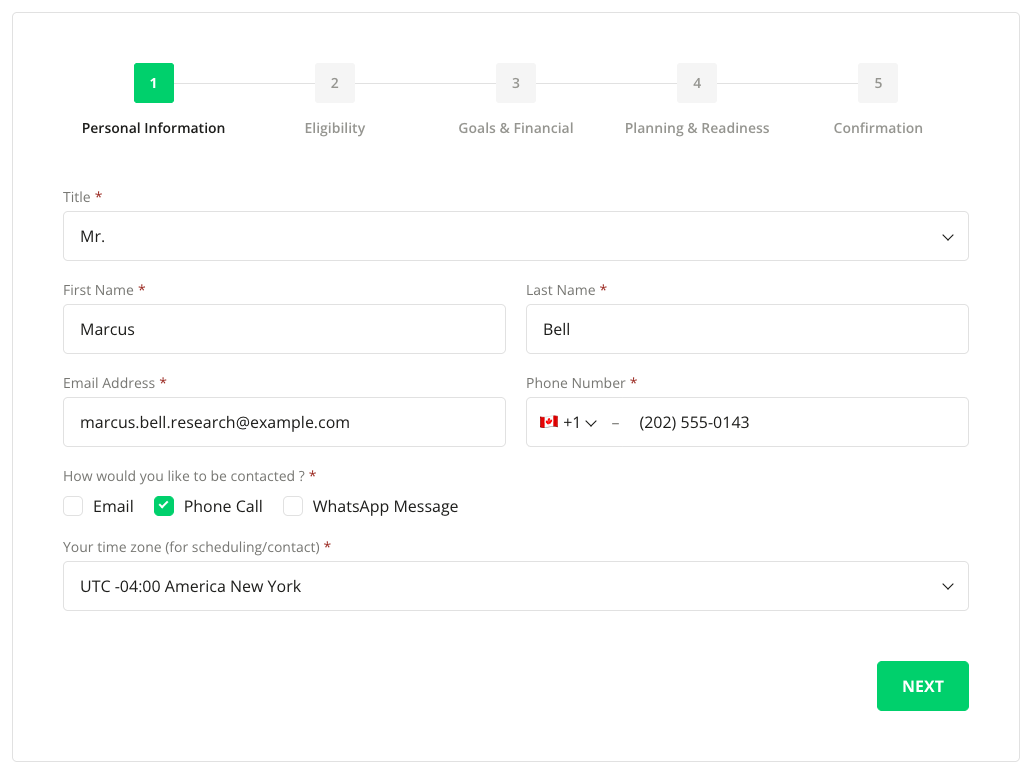 1 2 3 4 5
Personal Information Eligibility Goals & Financial Planning & Readiness Confirmation
Title *
Mr.
First Name * Last Name *
Marcus Bell
Email Address * Phone Number *
marcus.bell.research@example.com +1 – (202) 555-0143
How would you like to be contacted ? *
Email Phone Call WhatsApp Message
Your time zone (for scheduling/contact) *
UTC -04:00 America New York
NEXT